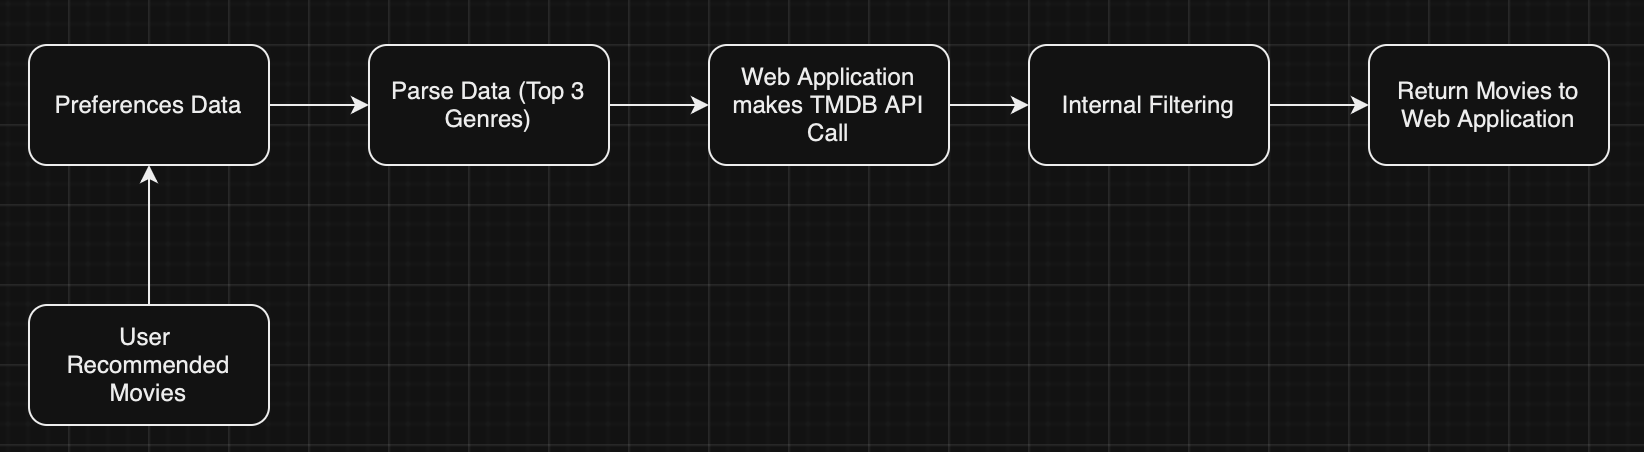 Preferences Data
Parse Data (Top 3
Genres)
Web Application
makes TMDB API
Call
Internal Filtering
Return Movies to
Web Application
User
Recommended
Movies